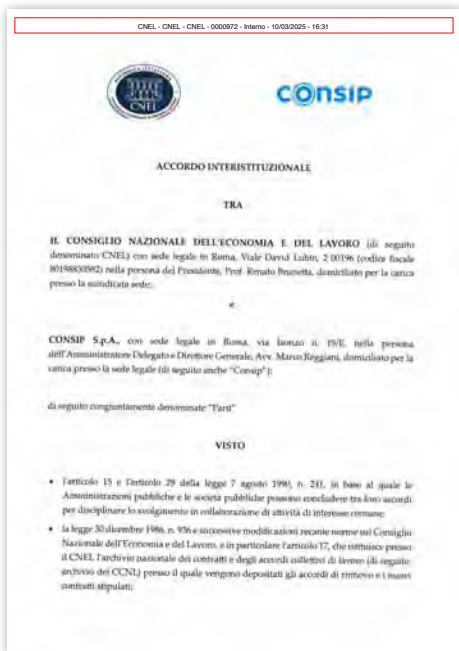 CNEL - CNEL - CNEL - 0000972 - Interno - 10/03/2025 - 16:31
CNEL
consip
ACCORDO INTERISTITUZIONALE
TRA
IL CONSIGLIO NAZIONALE DELL'ECONOMIA E DEL LAVORO (di seguito
denominato CNEL) con sede legale in Roma, Viale David Lubin, 2 00196 (codice fiscale
80198830582) nella persona del Presidente, Prof. Renato Brunetta, domiciliato per la carica
presso la suindicata sede;
e
CONSIP S.p.A., con sede legale in Roma, via Isonzo n. 19/E, nella persona
dell'Amministratore Delegato e Direttore Generale, Avv. Marco Reggiani, domiciliato per la
carica presso la sede legale (di seguito anche "Consip");
di seguito congiuntamente denominate "Parti"
VISTO
• l'articolo 15 e l'articolo 29 della legge 7 agosto 1990, n. 241, in base al quale le
Amministrazioni pubbliche e le società pubbliche possono concludere tra loro accordi
per disciplinare lo svolgimento in collaborazione di attività di interesse comune;
• la legge 30 dicembre 1986, n. 936 e successive modificazioni recante norme sul Consiglio
Nazionale dell'Economia e del Lavoro, e in particolare l'articolo 17, che istituisce presso
il CNEL l'archivio nazionale dei contratti e degli accordi collettivi di lavoro (di seguito
archivio dei CCNL) presso il quale vengono depositati gli accordi di rinnovo e i nuovi
contratti stipulati;